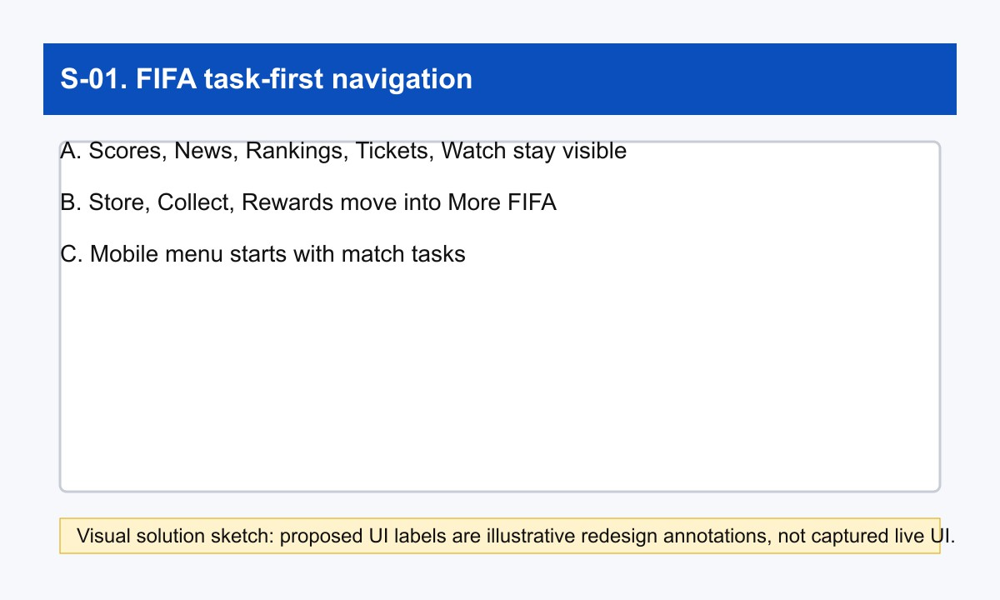 S-01. FIFA task-first navigation
A. Scores, News, Rankings, Tickets, Watch stay visible
B. Store, Collect, Rewards move into More FIFA
C. Mobile menu starts with match tasks
Visual solution sketch: proposed UI labels are illustrative redesign annotations, not captured live UI.